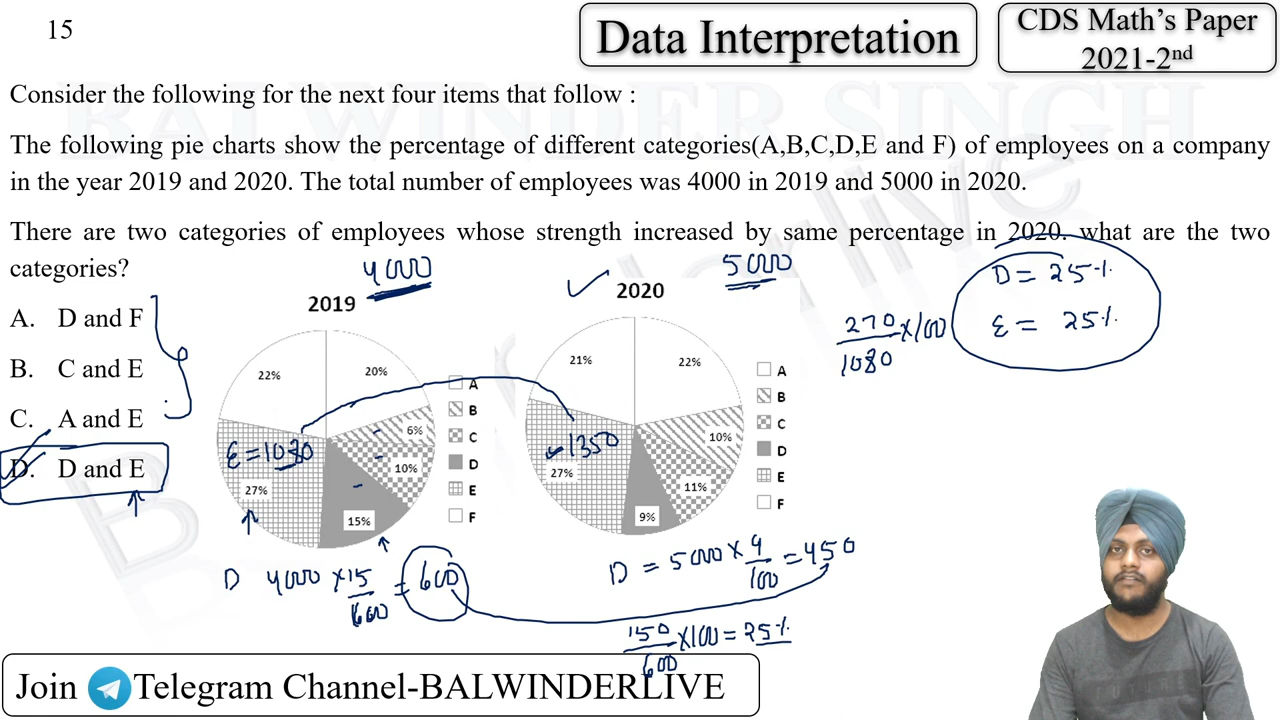 15
Data Interpretation
CDS Math's Paper
2021-2nd
Consider the following for the next four items that follow :
The following pie charts show the percentage of different categories(A,B,C,D,E and F) of employees on a company
in the year 2019 and 2020. The total number of employees was 4000 in 2019 and 5000 in 2020.
There are two categories of employees whose strength increased by same percentage in 2020. what are the two
categories?
A. D and F
B. C and E
C. A and E
D. D and E
4000
2019
22%
20%
6%
10%
15%
27%
E = 1080
A
B
C
D
E
F
5000
2020
21%
22%
10%
11%
9%
27%
1350
A
B
C
D
E
F
270/1080 ×100
D = 25%
E = 25%
D 4000 × 15/600 = 600
D = 5000 × 9/100 = 450
150/600 ×100 = 25%
Join Telegram Channel-BALWINDERLIVE